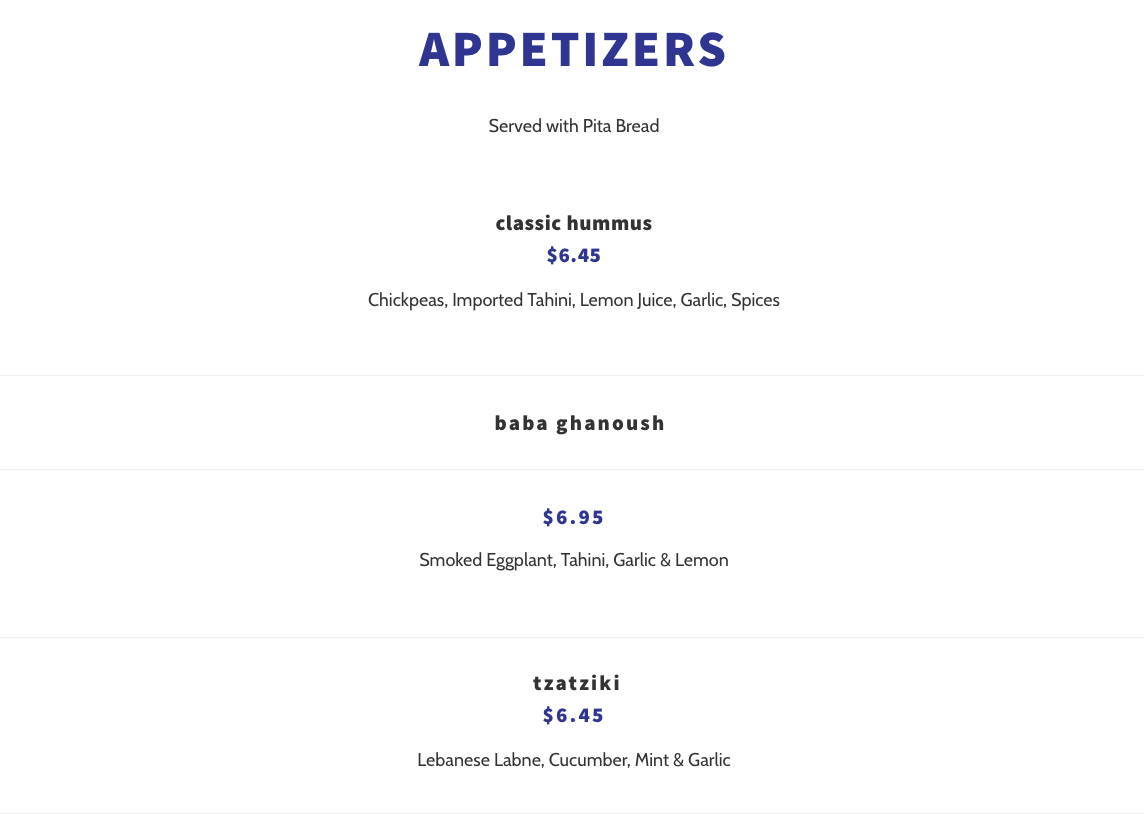 APPETIZERS
Served with Pita Bread
classic hummus
$6.45
Chickpeas, Imported Tahini, Lemon Juice, Garlic, Spices
baba ghanoush
$6.95
Smoked Eggplant, Tahini, Garlic & Lemon
tzatziki
$6.45
Lebanese Labne, Cucumber, Mint & Garlic